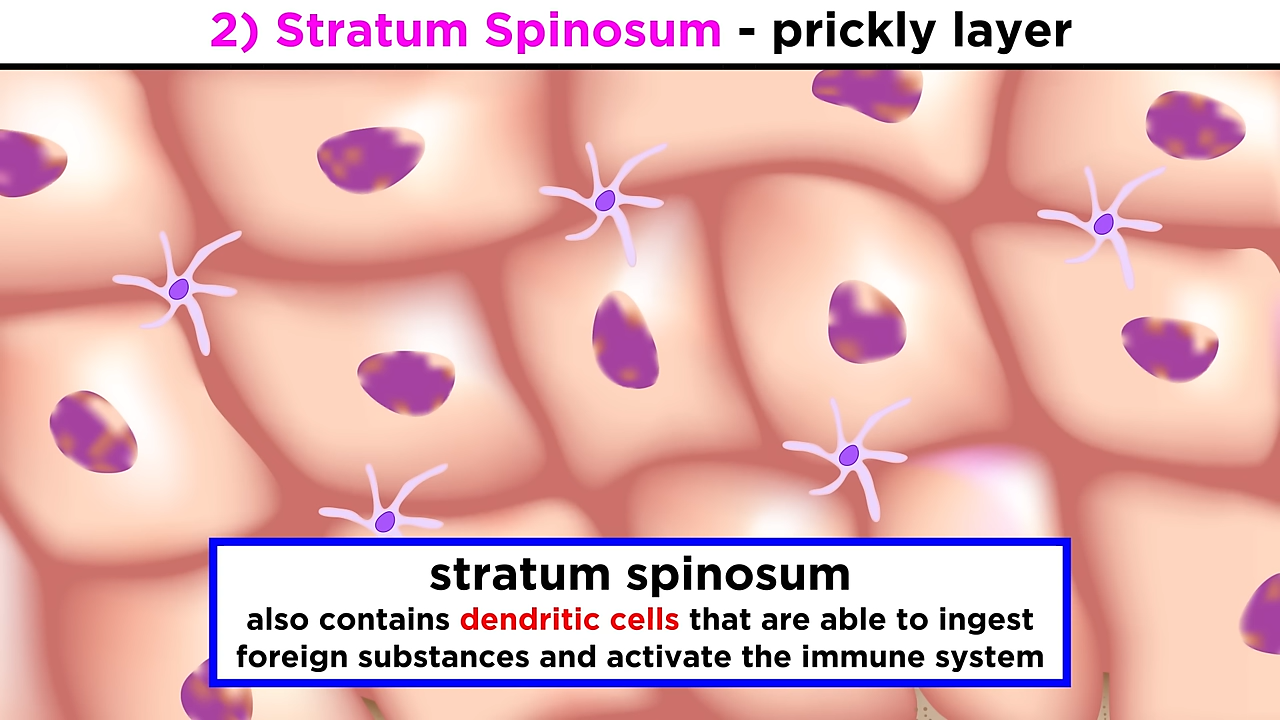 2) Stratum Spinosum - prickly layer
stratum spinosum
also contains dendritic cells that are able to ingest
foreign substances and activate the immune system